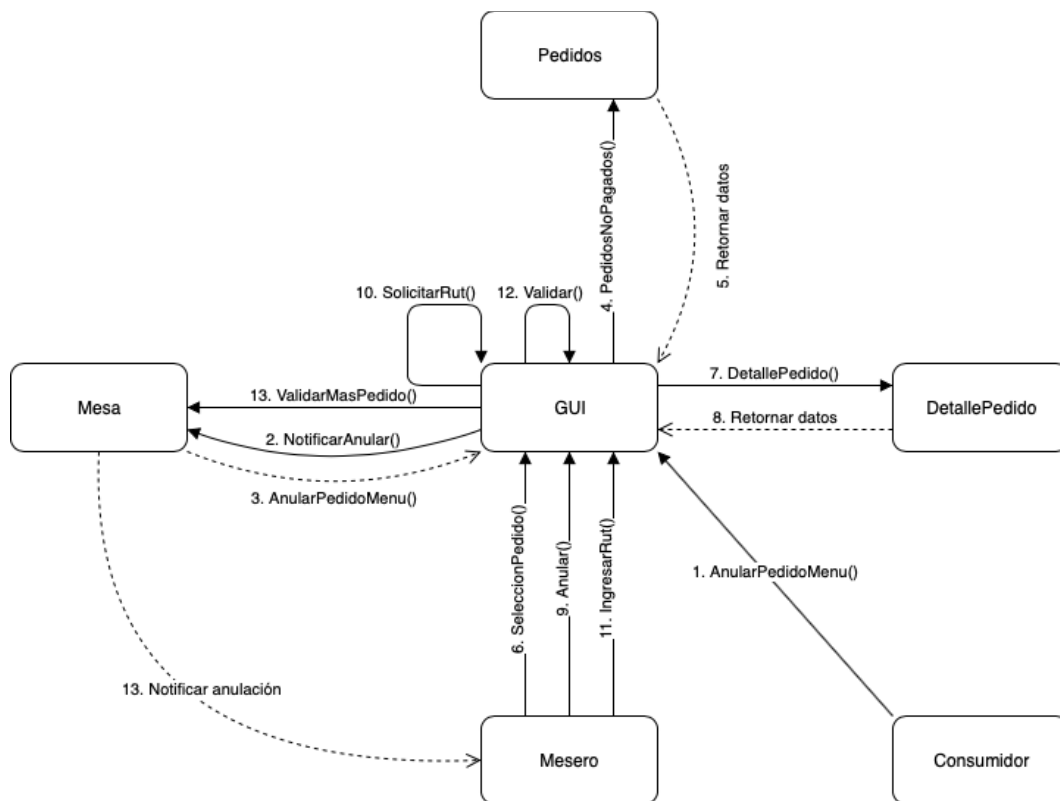 Pedidos
4. PedidosNoPagados()
5. Retornar datos
10. SolicitarRut()
12. Validar()
Mesa
13. ValidarMasPedido()
GUI
7. DetallePedido()
DetallePedido
2. NotificarAnular()
8. Retornar datos
3. AnularPedidoMenu()
6. SeleccionPedido()
9. Anular()
11. IngresarRut()
1. AnularPedidoMenu()
13. Notificar anulación
Mesero
Consumidor